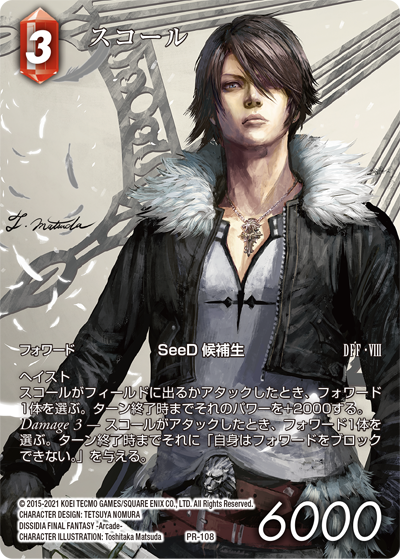 3
スコール
T. Matsuda
フォワード SeeD 候補生 DFF・VIII
ヘイスト
スコールがフィールドに出るかアタックしたとき、フォワード
1体を選ぶ。ターン終了時までそれのパワーを+2000する。
Damage 3 — スコールがアタックしたとき、フォワード1体を
選ぶ。ターン終了時までそれに「自身はフォワードをブロック
できない。」を与える。
© 2015-2021 KOEI TECMO GAMES/SQUARE ENIX CO., LTD. All Rights Reserved.
CHARACTER DESIGN: TETSUYA NOMURA
DISSIDIA FINAL FANTASY -Arcade-
CHARACTER ILLUSTRATION: Toshitaka Matsuda
PR-108
6000